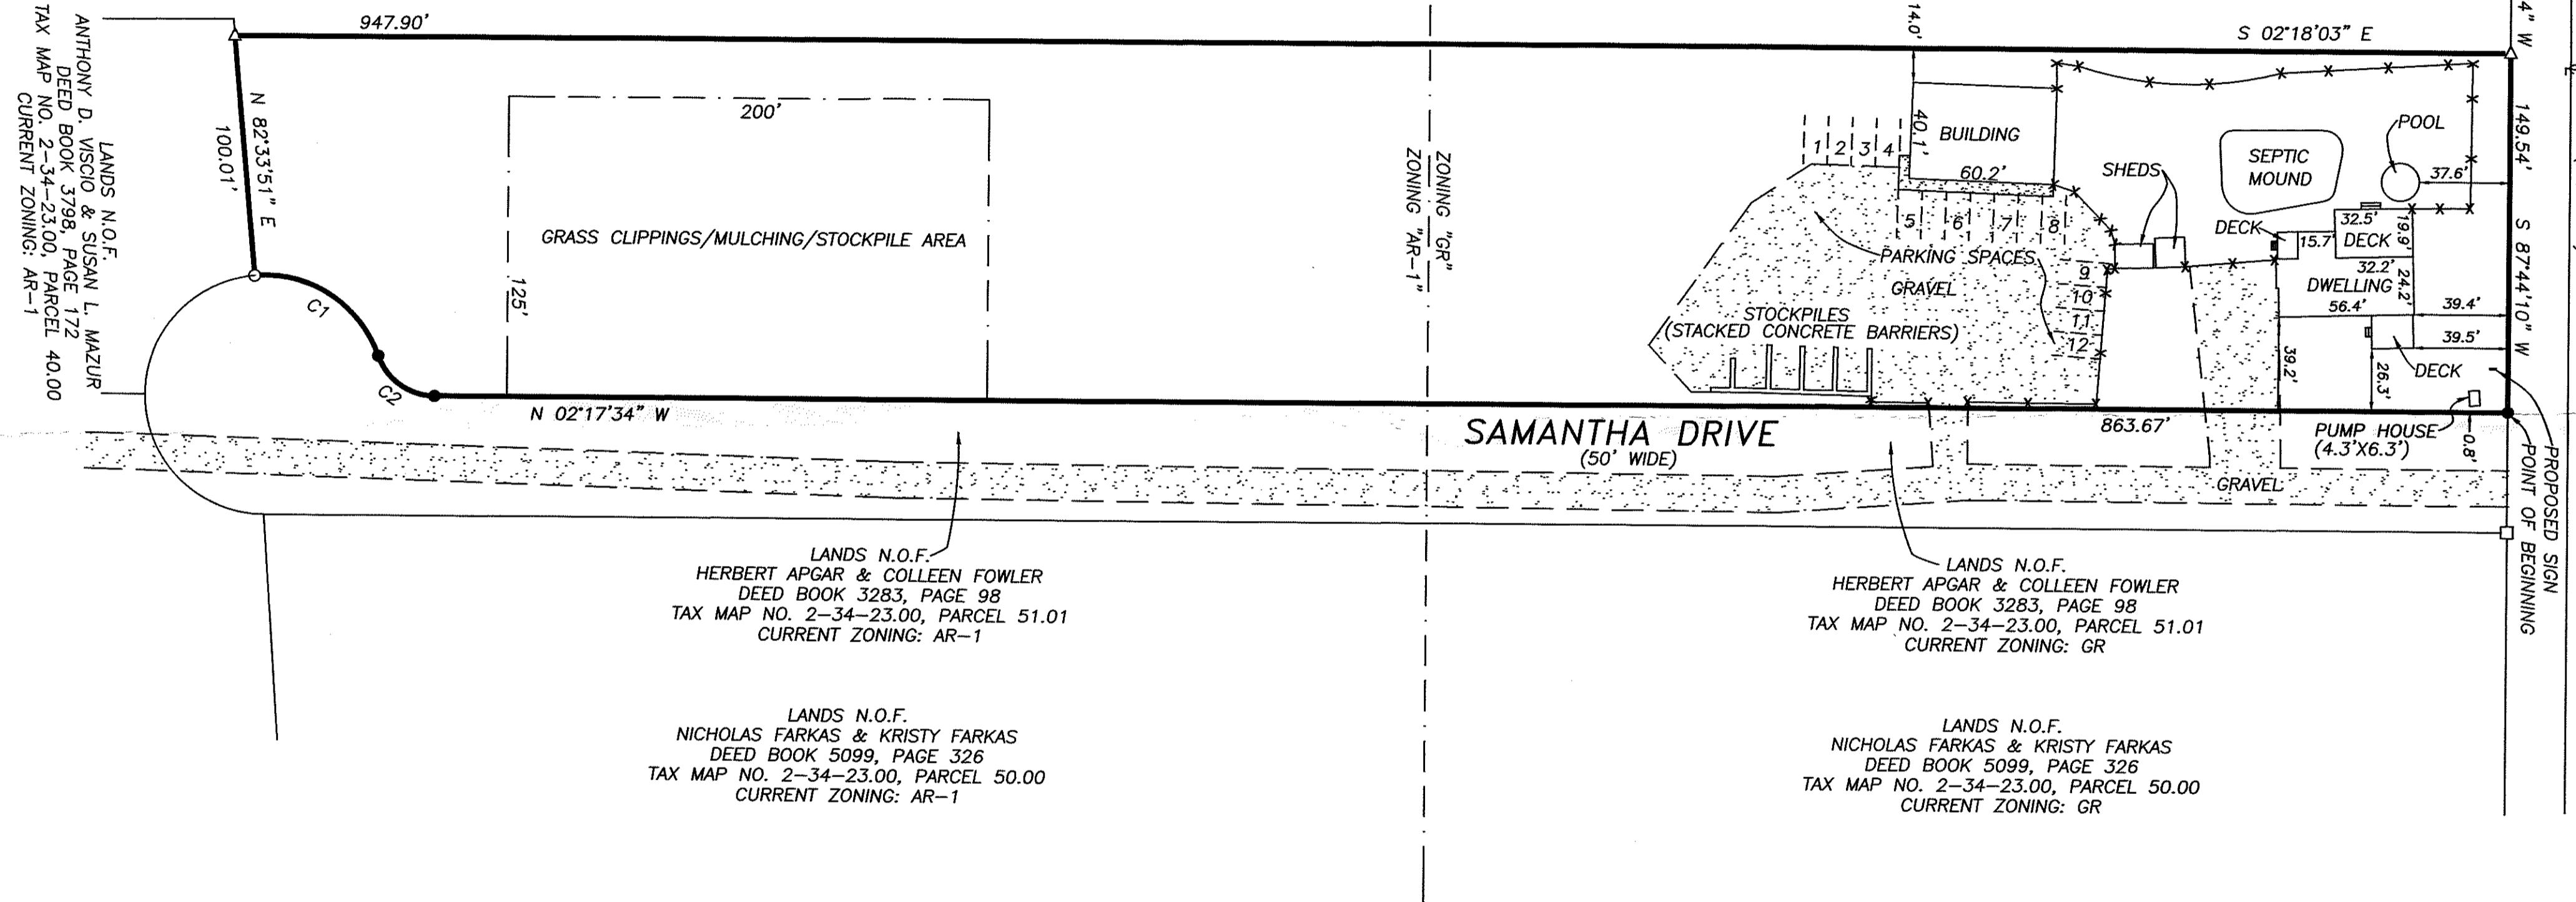 947.90'
S 02°18'03" E
4" W
149.54'
S 87°44'10" W
LANDS N.O.F.
ANTHONY D. VISCIO & SUSAN L. MAZUR
DEED BOOK 3798, PAGE 172
TAX MAP NO. 2-34-23.00, PARCEL 40.00
CURRENT ZONING: AR-1
N 82°33'51" E
100.01'
C1
C2
200'
GRASS CLIPPINGS/MULCHING/STOCKPILE AREA
125'
N 02°17'34" W
ZONING "GR"
ZONING "AR-1"
14.0'
40.1'
BUILDING
60.2'
1
2
3
4
5
6
7
8
9
10
11
12
PARKING SPACES
GRAVEL
STOCKPILES
(STACKED CONCRETE BARRIERS)
SHEDS
SEPTIC
MOUND
POOL
37.6'
DECK
15.7'
32.5'
DECK
19.9'
32.2'
DWELLING
24.2'
56.4'
39.4'
39.5'
39.2'
26.3'
DECK
SAMANTHA DRIVE
(50' WIDE)
863.67'
PUMP HOUSE
(4.3'X6.3')
0.8'
GRAVEL
PROPOSED SIGN
POINT OF BEGINNING
LANDS N.O.F.
HERBERT APGAR & COLLEEN FOWLER
DEED BOOK 3283, PAGE 98
TAX MAP NO. 2-34-23.00, PARCEL 51.01
CURRENT ZONING: AR-1
LANDS N.O.F.
HERBERT APGAR & COLLEEN FOWLER
DEED BOOK 3283, PAGE 98
TAX MAP NO. 2-34-23.00, PARCEL 51.01
CURRENT ZONING: GR
LANDS N.O.F.
NICHOLAS FARKAS & KRISTY FARKAS
DEED BOOK 5099, PAGE 326
TAX MAP NO. 2-34-23.00, PARCEL 50.00
CURRENT ZONING: AR-1
LANDS N.O.F.
NICHOLAS FARKAS & KRISTY FARKAS
DEED BOOK 5099, PAGE 326
TAX MAP NO. 2-34-23.00, PARCEL 50.00
CURRENT ZONING: GR